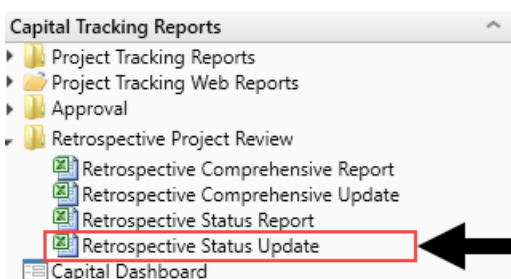 Capital Tracking Reports
Project Tracking Reports
Project Tracking Web Reports
Approval
Retrospective Project Review
Retrospective Comprehensive Report
Retrospective Comprehensive Update
Retrospective Status Report
Retrospective Status Update
Capital Dashboard